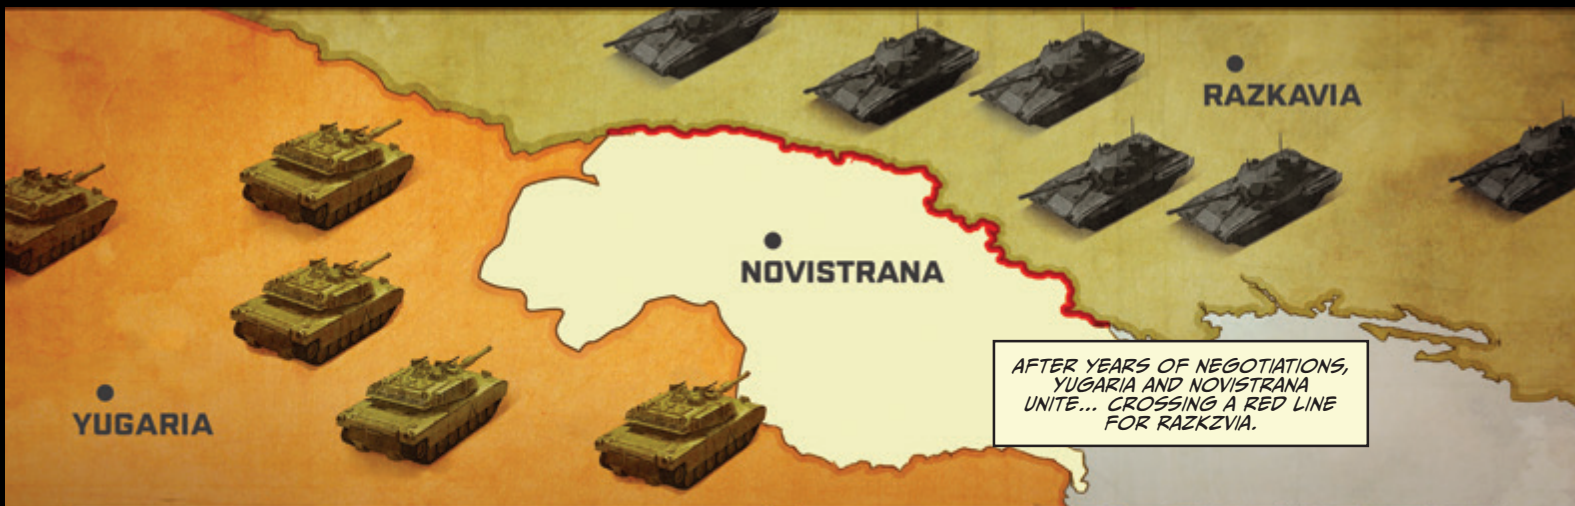 RAZKAVIA
NOVISTRANA
YUGARIA
AFTER YEARS OF NEGOTIATIONS,
YUGARIA AND NOVISTRANA
UNITE... CROSSING A RED LINE
FOR RAZKZVIA.